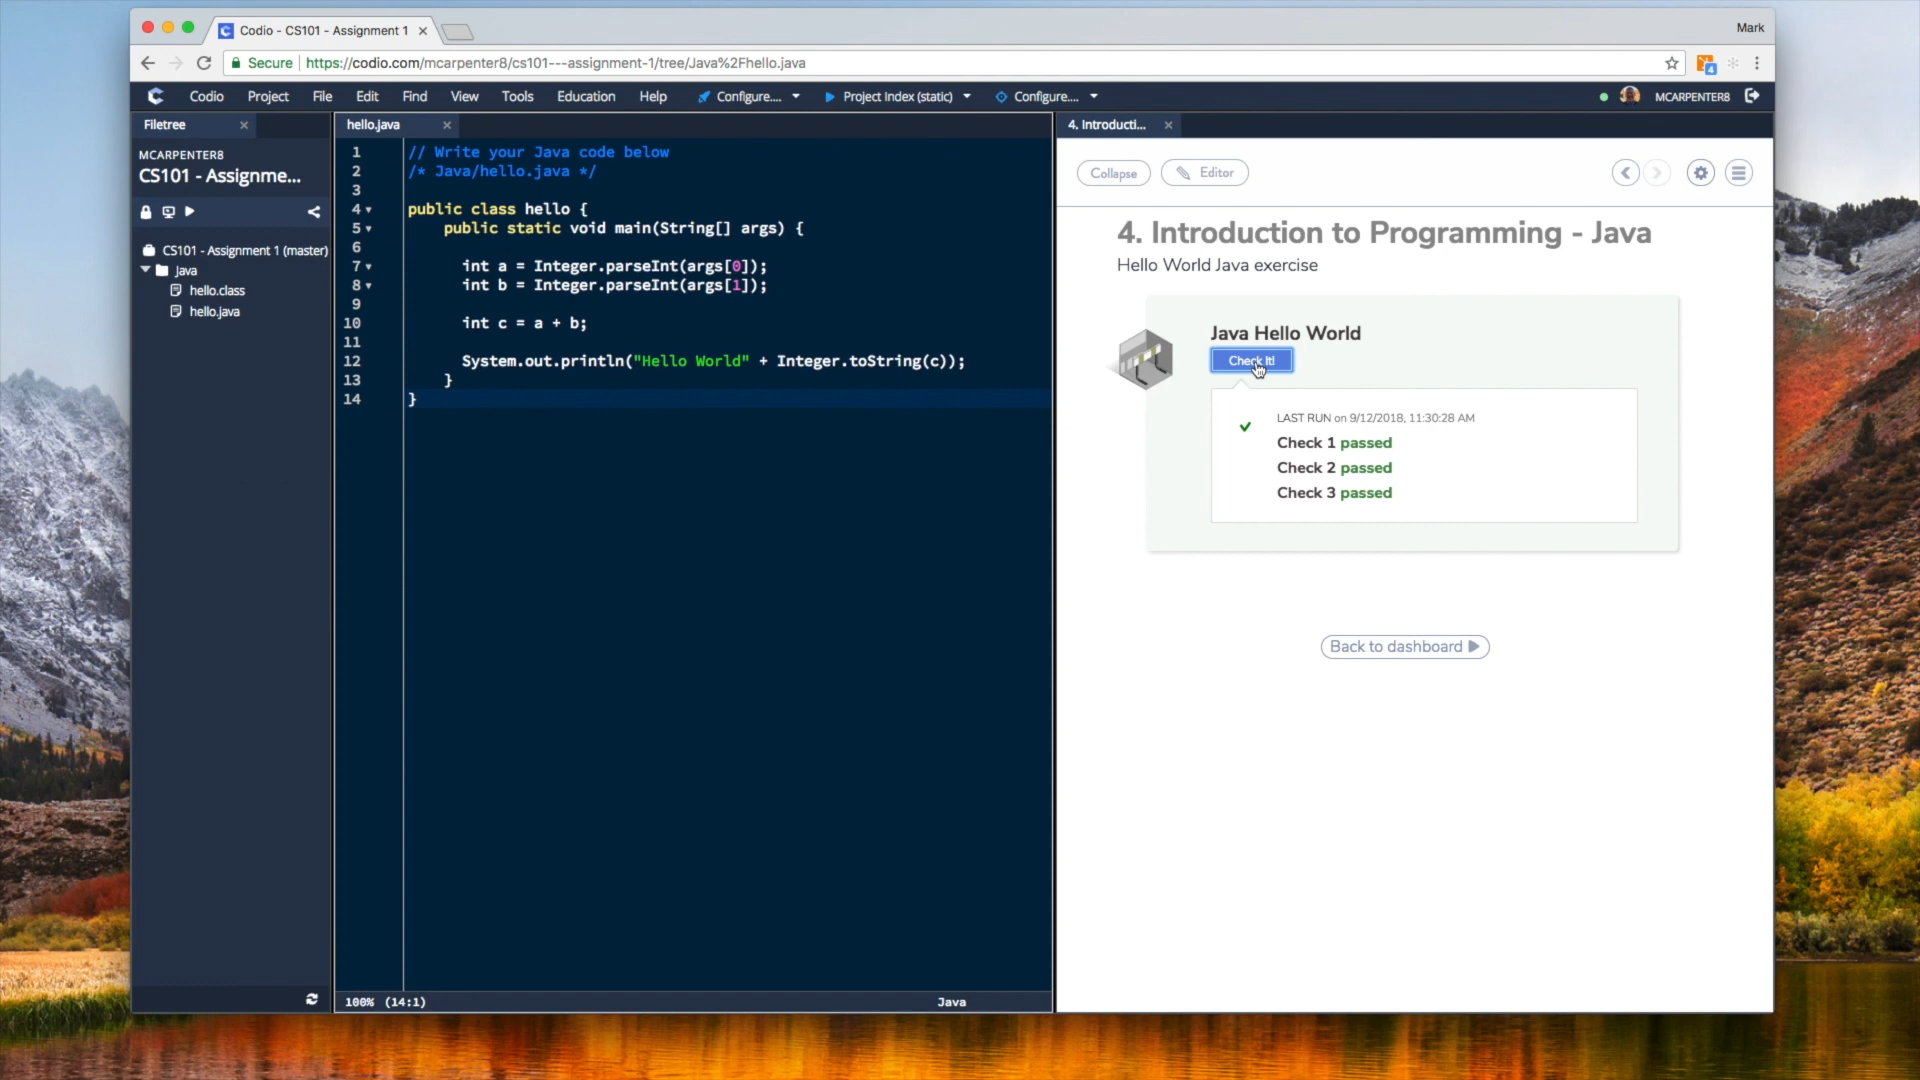 Codio - CS101 - Assignment 1
Mark
Secure
https://codio.com/mcarpenter8/cs101---assignment-1/tree/Java%2Fhello.java
4
Codio Project File Edit Find View Tools Education Help Configure.... Project Index (static) Configure.... MCARPENTER8
Filetree
MCARPENTER8
CS101 - Assignme...
CS101 - Assignment 1 (master)
Java
hello.class
hello.java
hello.java
1 // Write your Java code below
2 /* Java/hello.java */
3
4 public class hello {
5 public static void main(String[] args) {
6
7 int a = Integer.parseInt(args[0]);
8 int b = Integer.parseInt(args[1]);
9
10 int c = a + b;
11
12 System.out.println("Hello World" + Integer.toString(c));
13 }
14 }
100% (14:1) Java
4. Introducti...
Collapse Editor
4. Introduction to Programming - Java
Hello World Java exercise
Java Hello World
Check It!
LAST RUN on 9/12/2018, 11:30:28 AM
Check 1 passed
Check 2 passed
Check 3 passed
Back to dashboard